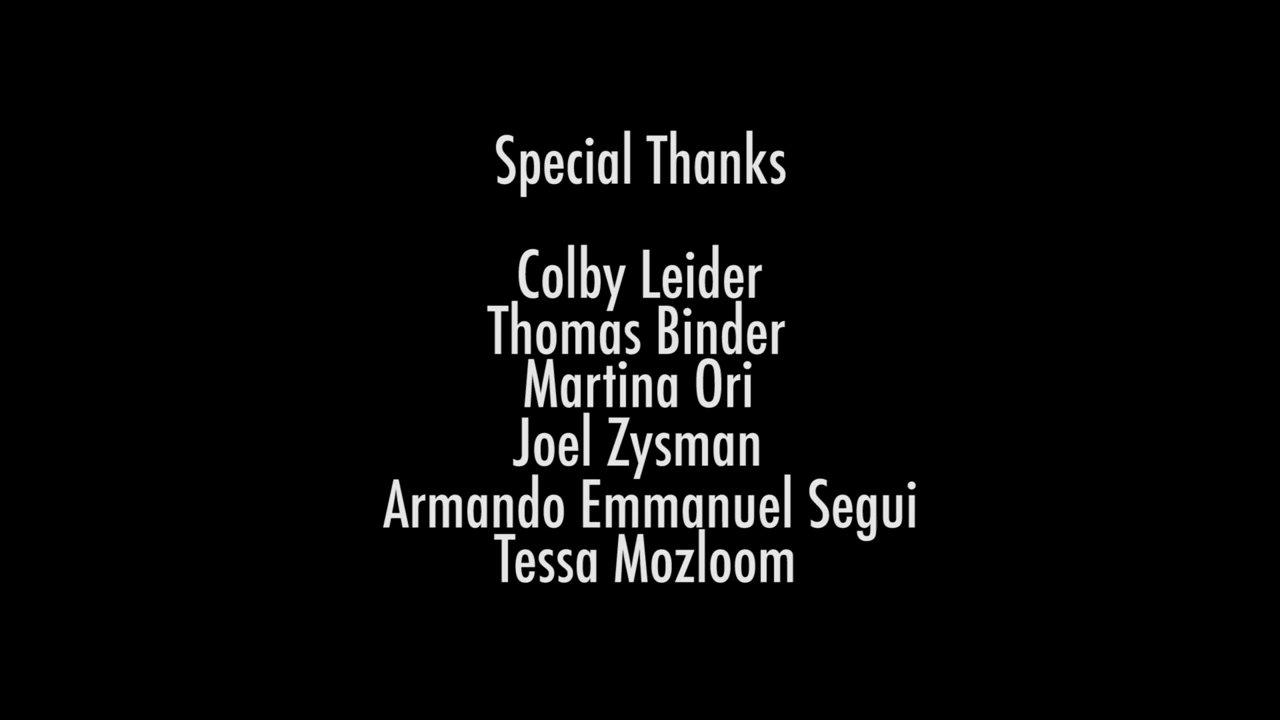 Special Thanks
Colby Leider
Thomas Binder
Martina Ori
Joel Zysman
Armando Emmanuel Segui
Tessa Mozloom